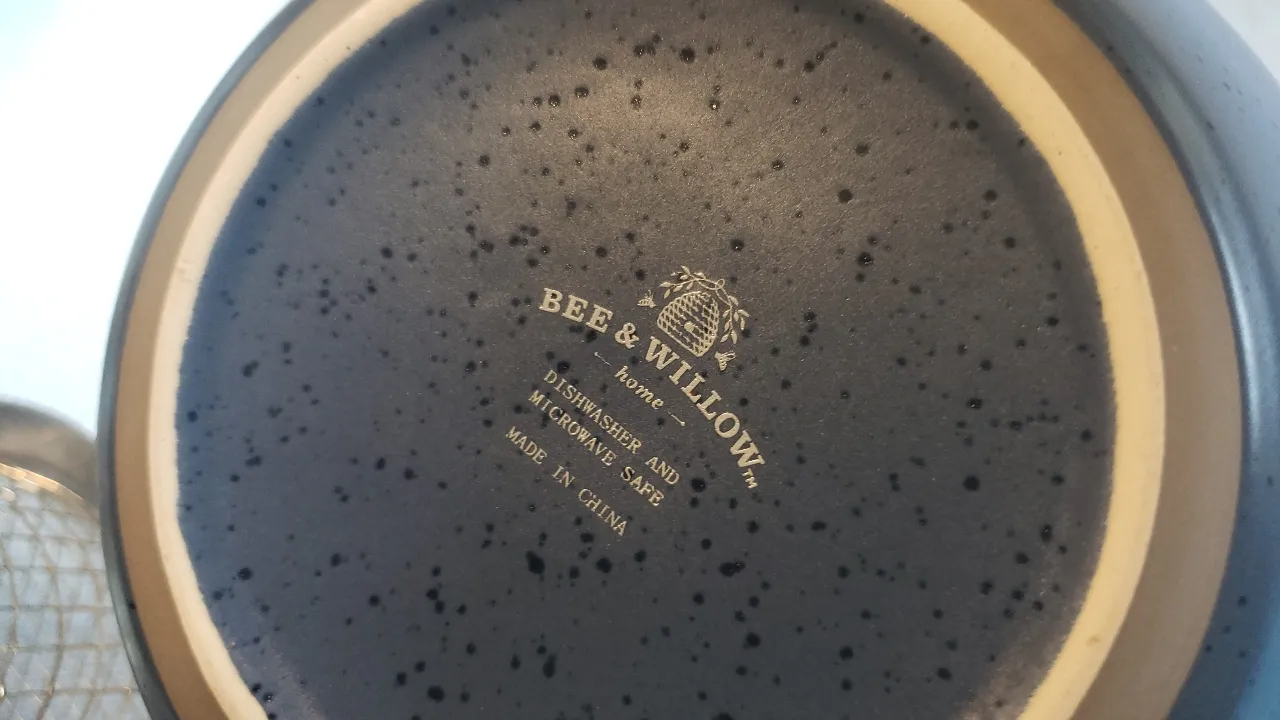 BEE & WILLOW™
home
DISHWASHER AND
MICROWAVE SAFE
MADE IN CHINA